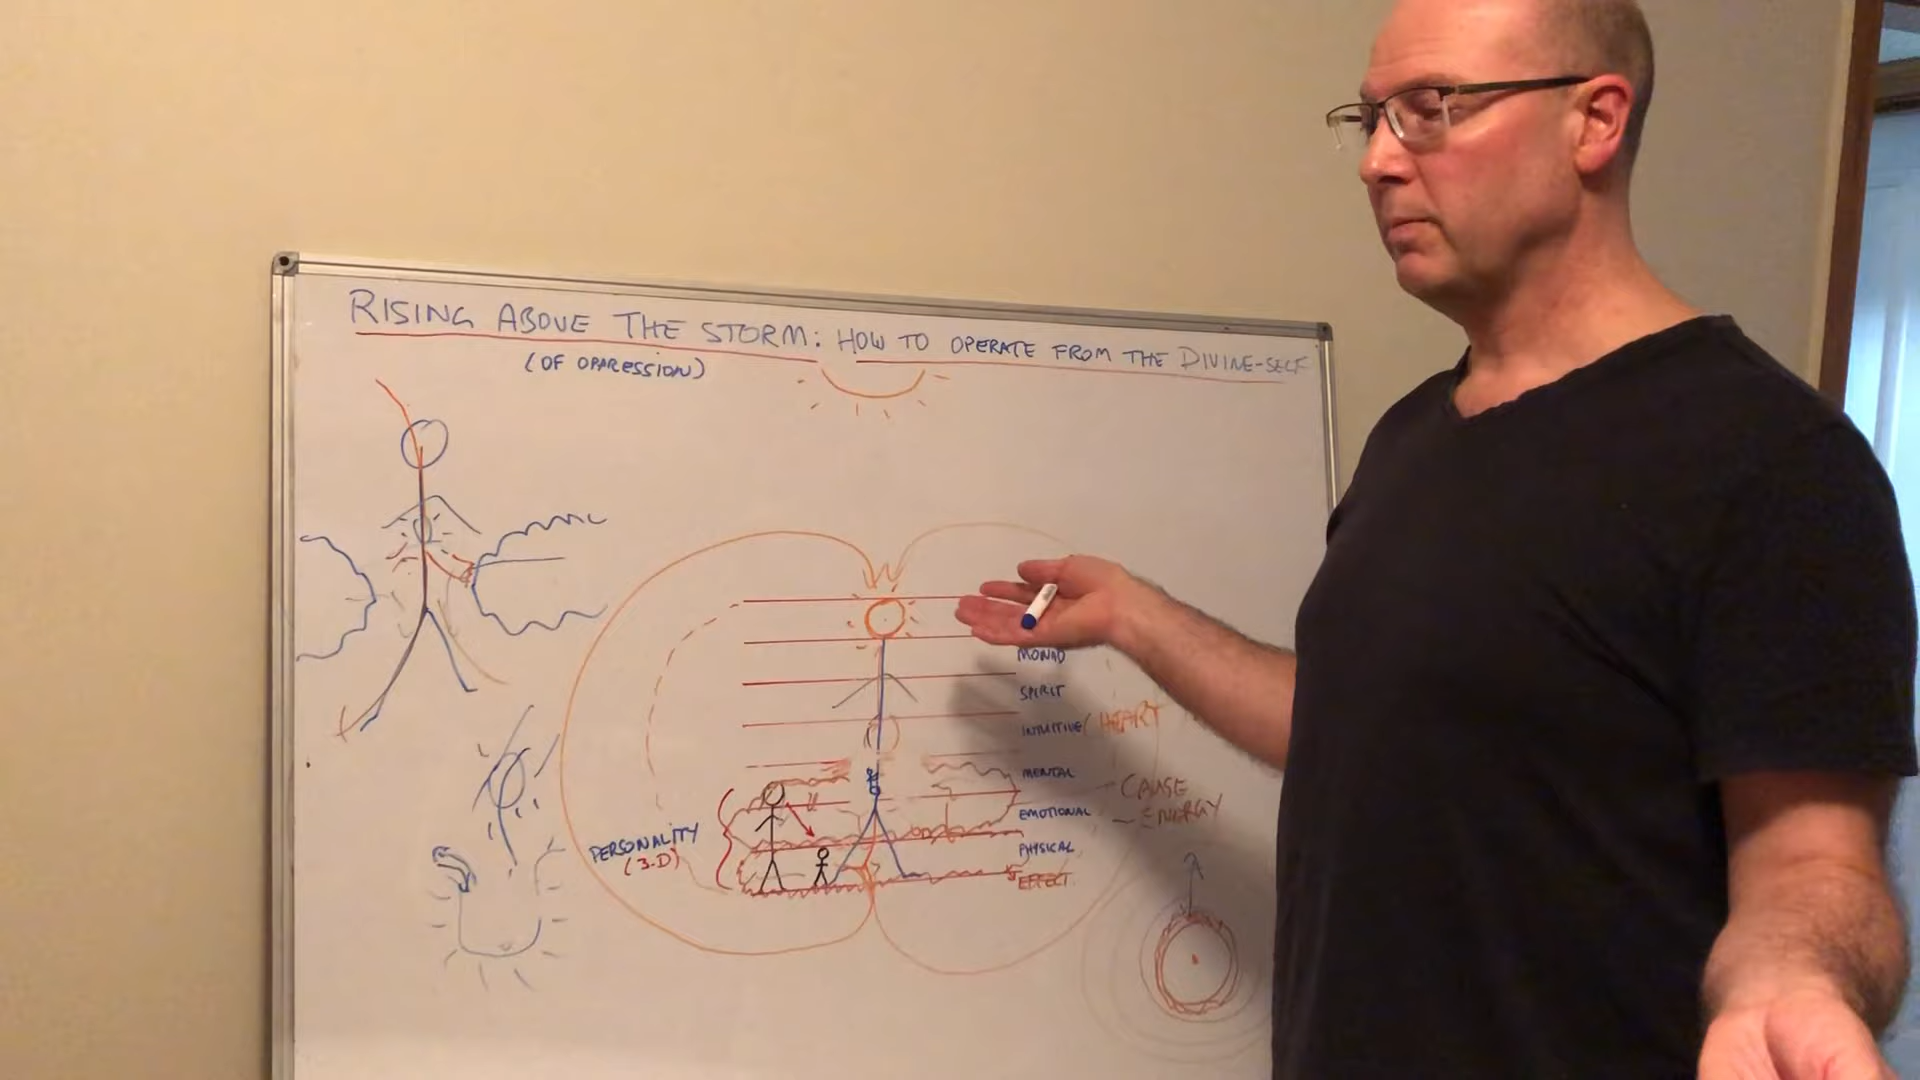 RISING ABOVE THE STORM: HOW TO OPERATE FROM THE DIVINE-SELF
(OF OPPRESSION)
MONAD
SPIRIT
INTUITIVE (HEART
MENTAL
CAUSE
EMOTIONAL
ENERGY
PERSONALITY
(3-D)
PHYSICAL
EFFECT